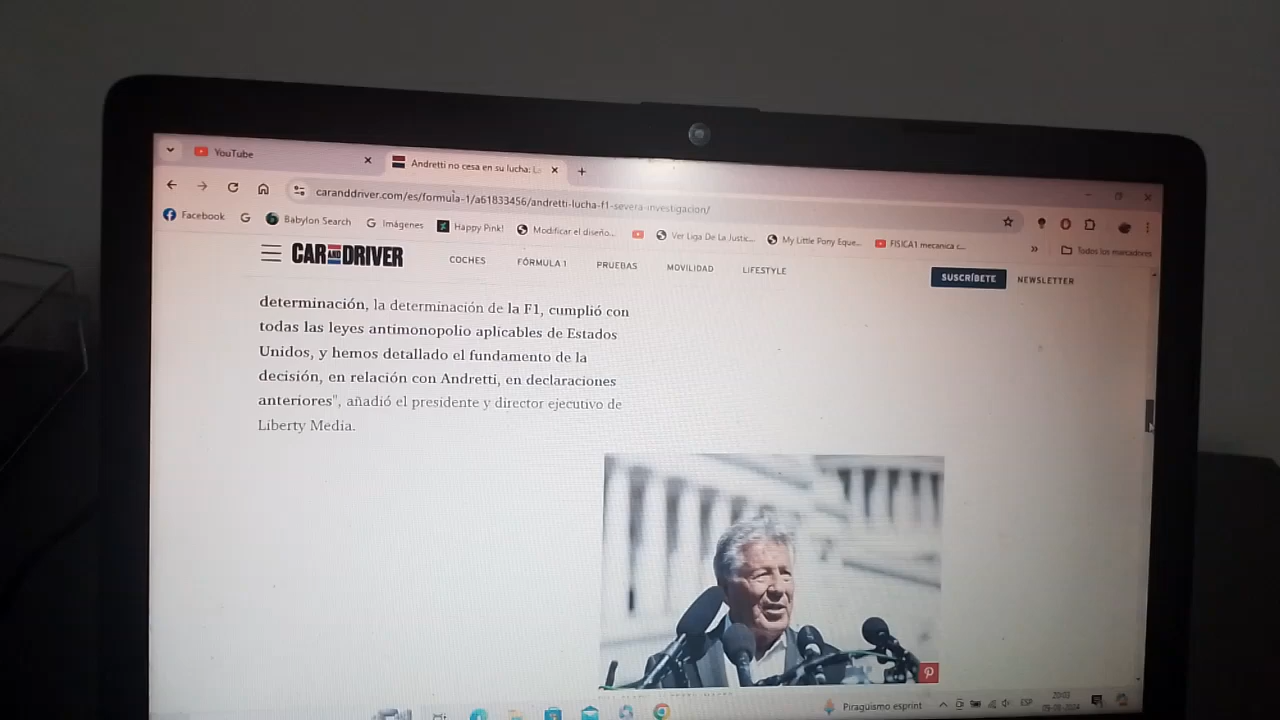 YouTube
Andretti no cesa en su lucha: La
caranddriver.com/es/formula-1/a61833456/andretti-lucha-f1-severa-investigacion/
Facebook
Babylon Search
Imágenes
Happy Pink!
Modificar el diseño...
Ver Liga De La Justic...
My Little Pony Eque...
FISICA1 mecanica c...
Todos los marcadores
CAR AND DRIVER
COCHES
FÓRMULA 1
PRUEBAS
MOVILIDAD
LIFESTYLE
SUSCRÍBETE
NEWSLETTER
determinación, la determinación de la F1, cumplió con
todas las leyes antimonopolio aplicables de Estados
Unidos, y hemos detallado el fundamento de la
decisión, en relación con Andretti, en declaraciones
anteriores", añadió el presidente y director ejecutivo de
Liberty Media.
Piragüismo esprint
ESP
20:03